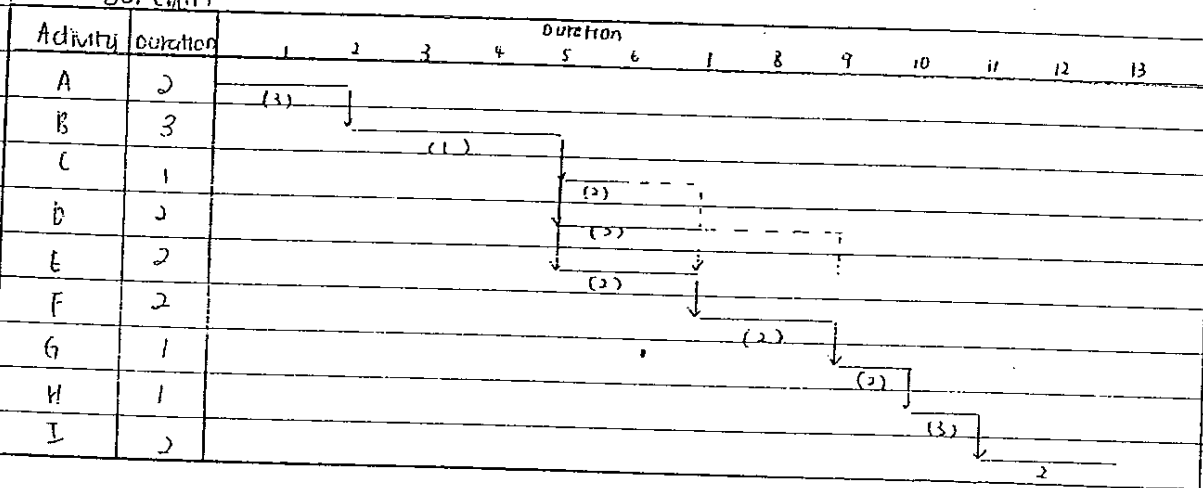 Activity Duration Duration
1 2 3 4 5 6 7 8 9 10 11 12 13
A 2 (3)
B 3 (1)
C 1 (2)
D 2
E 2 (2)
F 2 (2)
G 1 (2)
H 1 (3)
I 2 2